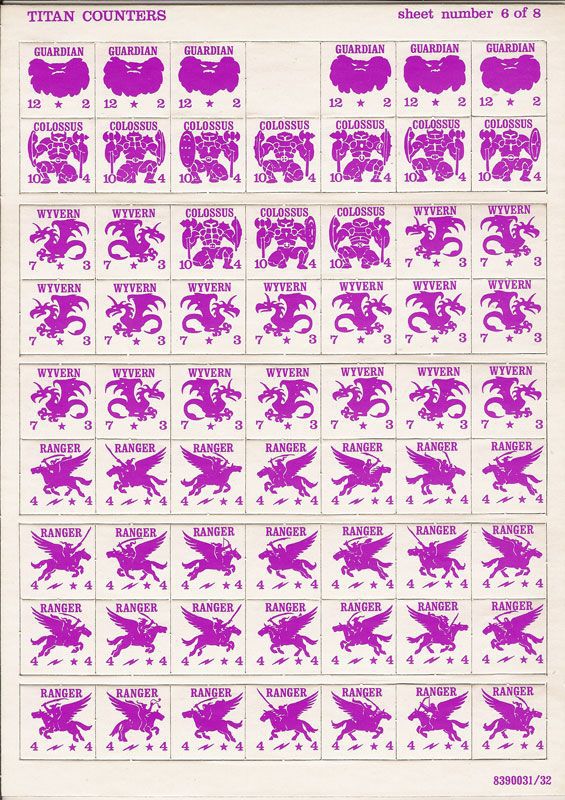 TITAN COUNTERS sheet number 6 of 8
GUARDIAN GUARDIAN GUARDIAN GUARDIAN GUARDIAN GUARDIAN
12 2 12 2 12 2 12 2 12 2 12 2
COLOSSUS COLOSSUS COLOSSUS COLOSSUS COLOSSUS COLOSSUS COLOSSUS
10 4 10 4 10 4 10 4 10 4 10 4 10 4
WYVERN WYVERN COLOSSUS COLOSSUS COLOSSUS WYVERN WYVERN
7 3 7 3 10 4 10 4 10 4 7 3 7 3
WYVERN WYVERN WYVERN WYVERN WYVERN WYVERN WYVERN
7 3 7 3 7 3 7 3 7 3 7 3 7 3
WYVERN WYVERN WYVERN WYVERN WYVERN WYVERN WYVERN
7 3 7 3 7 3 7 3 7 3 7 3 7 3
RANGER RANGER RANGER RANGER RANGER RANGER RANGER
4 4 4 4 4 4 4 4 4 4 4 4 4 4
RANGER RANGER RANGER RANGER RANGER RANGER RANGER
4 4 4 4 4 4 4 4 4 4 4 4 4 4
RANGER RANGER RANGER RANGER RANGER RANGER RANGER
4 4 4 4 4 4 4 4 4 4 4 4 4 4
RANGER RANGER RANGER RANGER RANGER RANGER RANGER
4 4 4 4 4 4 4 4 4 4 4 4 4 4
8390031/32